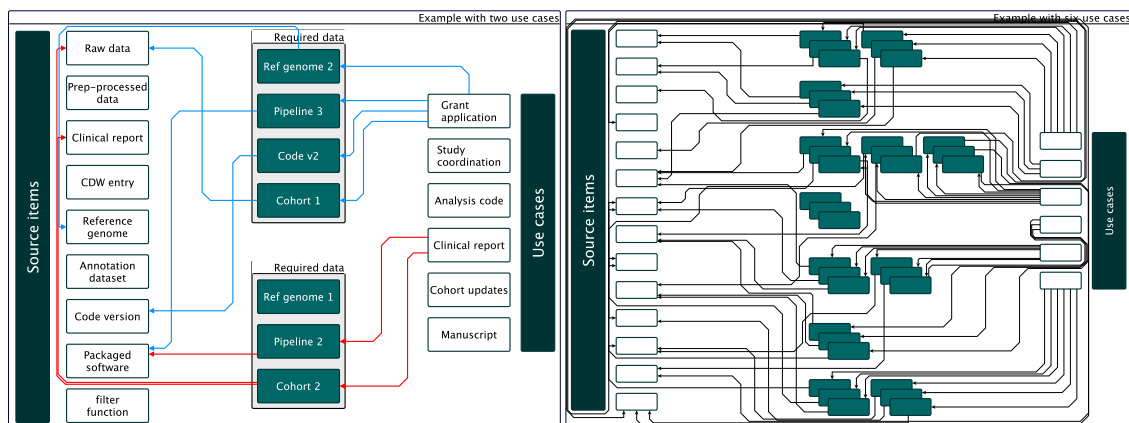 Example with two use cases
Source items
Raw data
Prep-processed
data
Clinical report
CDW entry
Reference
genome
Annotation
dataset
Code version
Packaged
software
filter
function
Required data
Ref genome 2
Pipeline 3
Code v2
Cohort 1
Required data
Ref genome 1
Pipeline 2
Cohort 2
Grant
application
Study
coordination
Analysis code
Clinical report
Cohort updates
Manuscript
Use cases
Example with six use cases
Source items
Use cases